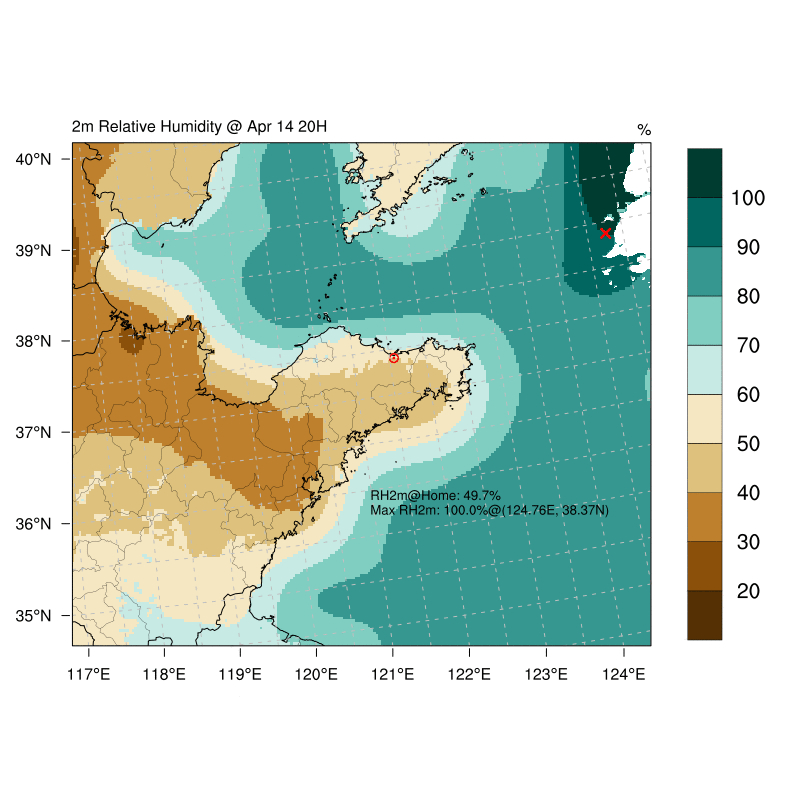 2m Relative Humidity @ Apr 14 20H
%
40°N
39°N
38°N
37°N
36°N
35°N
117°E 118°E 119°E 120°E 121°E 122°E 123°E 124°E
RH2m@Home: 49.7%
Max RH2m: 100.0%@(124.76E, 38.37N)
100
90
80
70
60
50
40
30
20